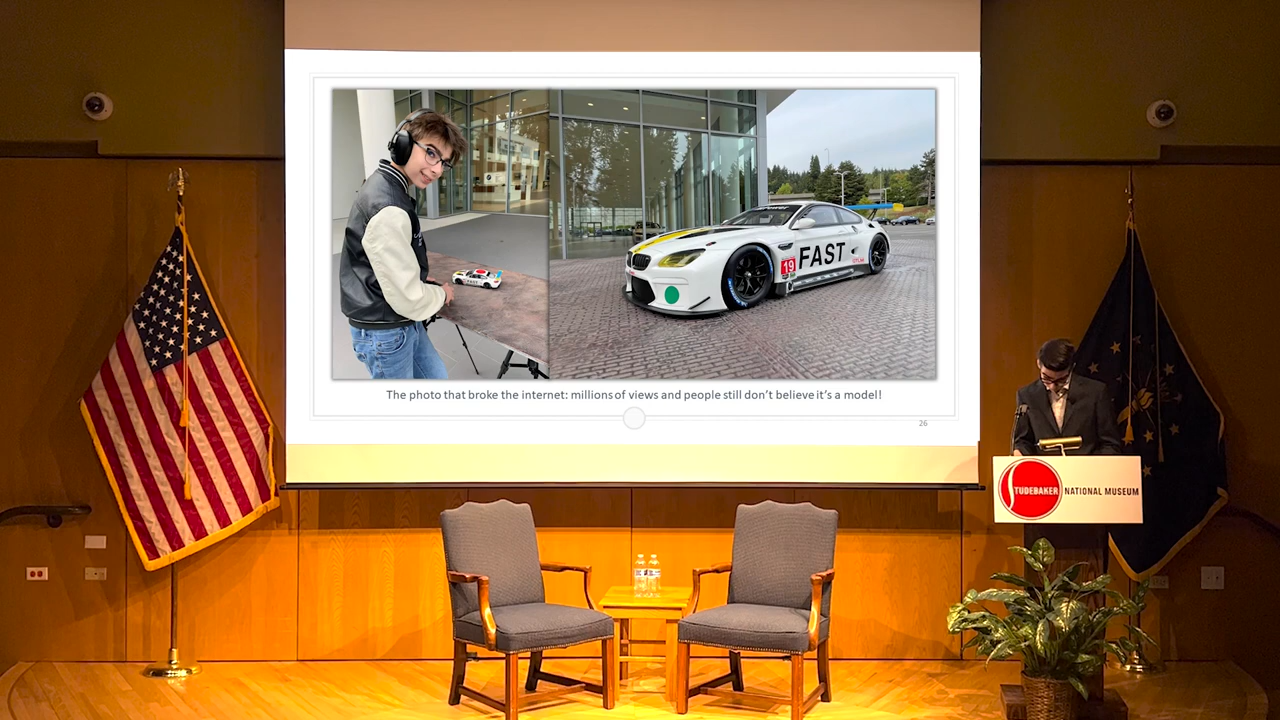 FAST
19
FAST
The photo that broke the internet: millions of views and people still don't believe it's a model!
26
STUDEBAKER
NATIONAL MUSEUM